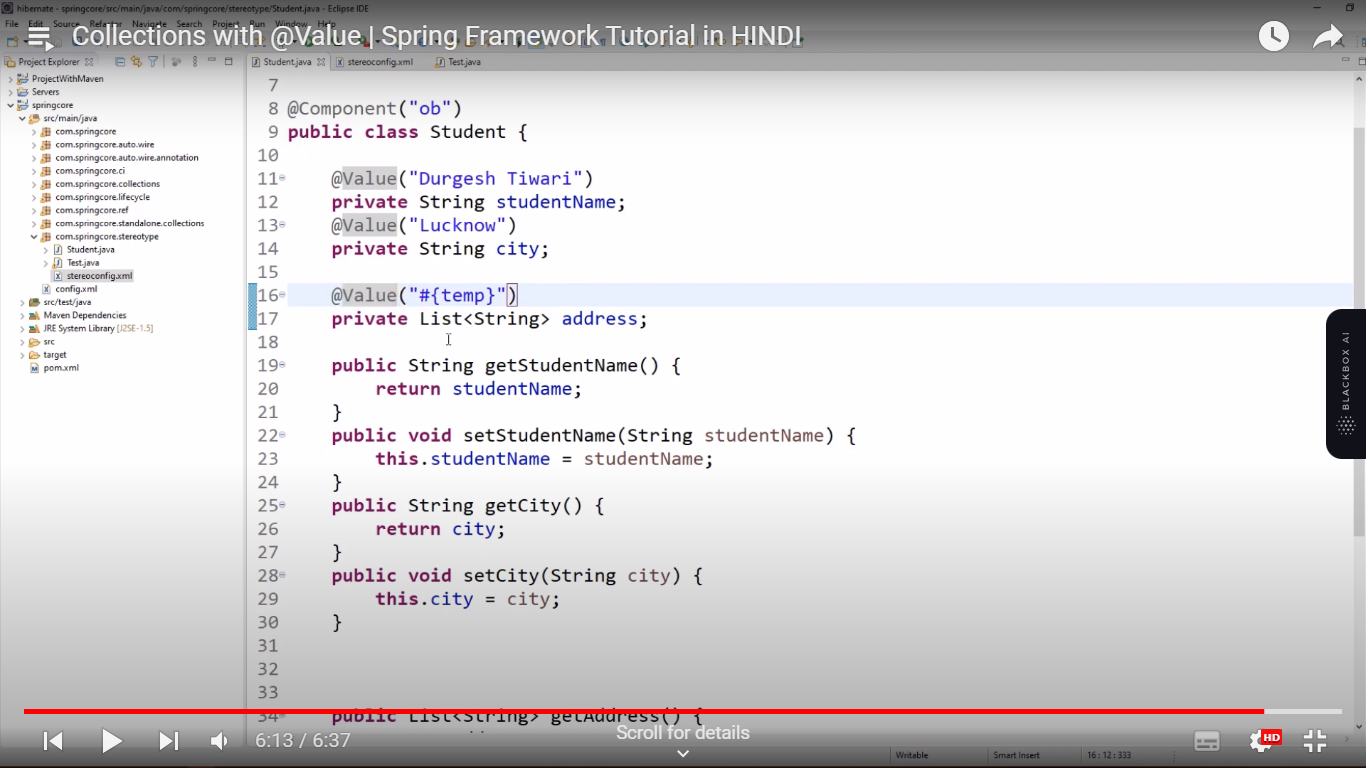 hibernate - springcore/src/main/java/com/springcore/stereotype/Student.java - Eclipse IDE
File Edit Source Refactor Navigate Search Project Run Window Help
Collections with @Value | Spring Framework Tutorial in HINDI
Project Explorer
Student.java stereoconfig.xml Test.java
ProjectWithMaven
Servers
springcore
src/main/java
com.springcore
com.springcore.auto.wire
com.springcore.auto.wire.annotation
com.springcore.ci
com.springcore.collections
com.springcore.lifecycle
com.springcore.ref
com.springcore.standalone.collections
com.springcore.stereotype
Student.java
Test.java
stereoconfig.xml
config.xml
src/test/java
Maven Dependencies
JRE System Library [J2SE-1.5]
src
target
pom.xml
7
8 @Component("ob")
9 public class Student {
10
11 @Value("Durgesh Tiwari")
12 private String studentName;
13 @Value("Lucknow")
14 private String city;
15
16 @Value("#{temp}")
17 private List<String> address;
18
19 public String getStudentName() {
20 return studentName;
21 }
22 public void setStudentName(String studentName) {
23 this.studentName = studentName;
24 }
25 public String getCity() {
26 return city;
27 }
28 public void setCity(String city) {
29 this.city = city;
30 }
31
32
33
34 public List<String> getAddress() {
BLACKBOX AI
6:13 / 6:37
Scroll for details
HD
Writable Smart Insert 16 : 12 : 333